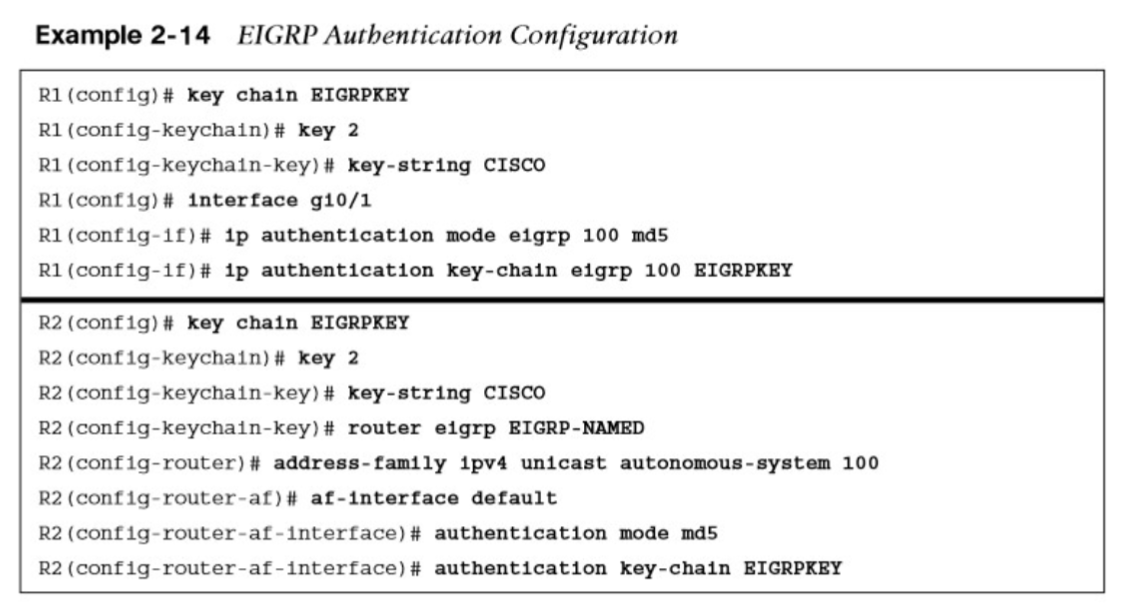 Example 2-14 EIGRP Authentication Configuration
R1(config)# key chain EIGRPKEY
R1(config-keychain)# key 2
R1(config-keychain-key)# key-string CISCO
R1(config)# interface gi0/1
R1(config-if)# ip authentication mode eigrp 100 md5
R1(config-if)# ip authentication key-chain eigrp 100 EIGRPKEY
R2(config)# key chain EIGRPKEY
R2(config-keychain)# key 2
R2(config-keychain-key)# key-string CISCO
R2(config-keychain-key)# router eigrp EIGRP-NAMED
R2(config-router)# address-family ipv4 unicast autonomous-system 100
R2(config-router-af)# af-interface default
R2(config-router-af-interface)# authentication mode md5
R2(config-router-af-interface)# authentication key-chain EIGRPKEY